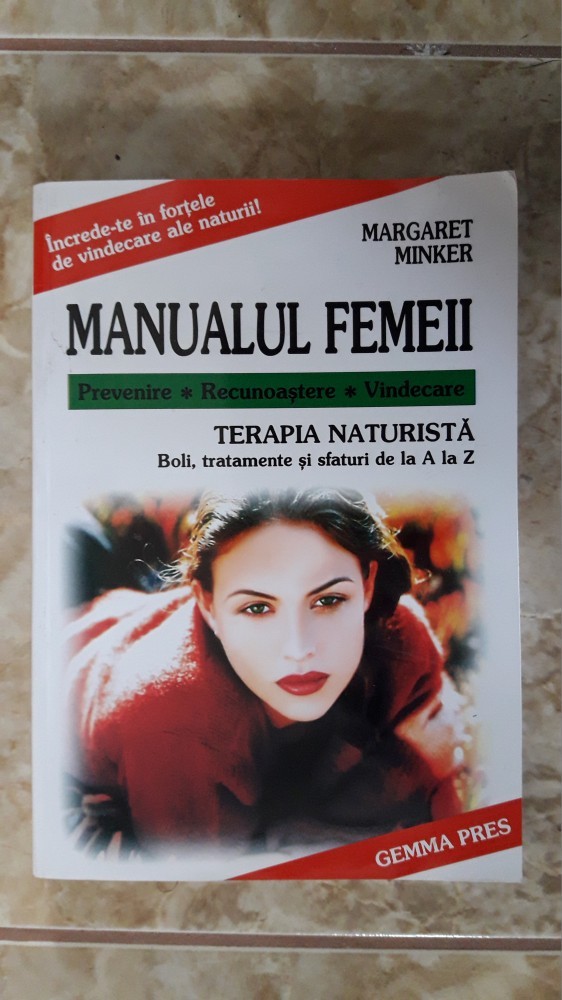 Încrede-te în forțele
de vindecare ale naturii!
MARGARET
MINKER
MANUALUL FEMEII
Prevenire * Recunoaștere * Vindecare
TERAPIA NATURISTĂ
Boli, tratamente și sfaturi de la A la Z
GEMMA PRES